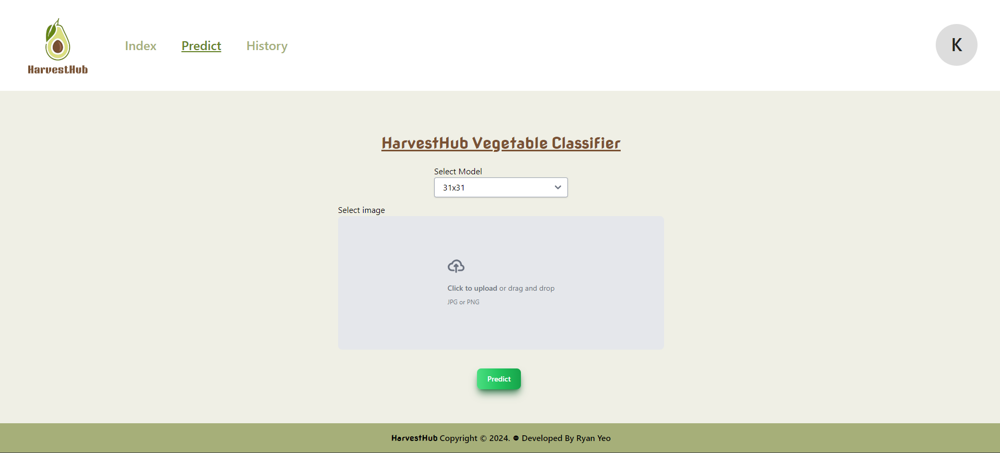 HarvestHub
Index
Predict
History
K
HarvestHub Vegetable Classifier
Select Model
31x31
Select image
Click to upload or drag and drop
JPG or PNG
Predict
HarvestHub Copyright © 2024. Developed By Ryan Yeo